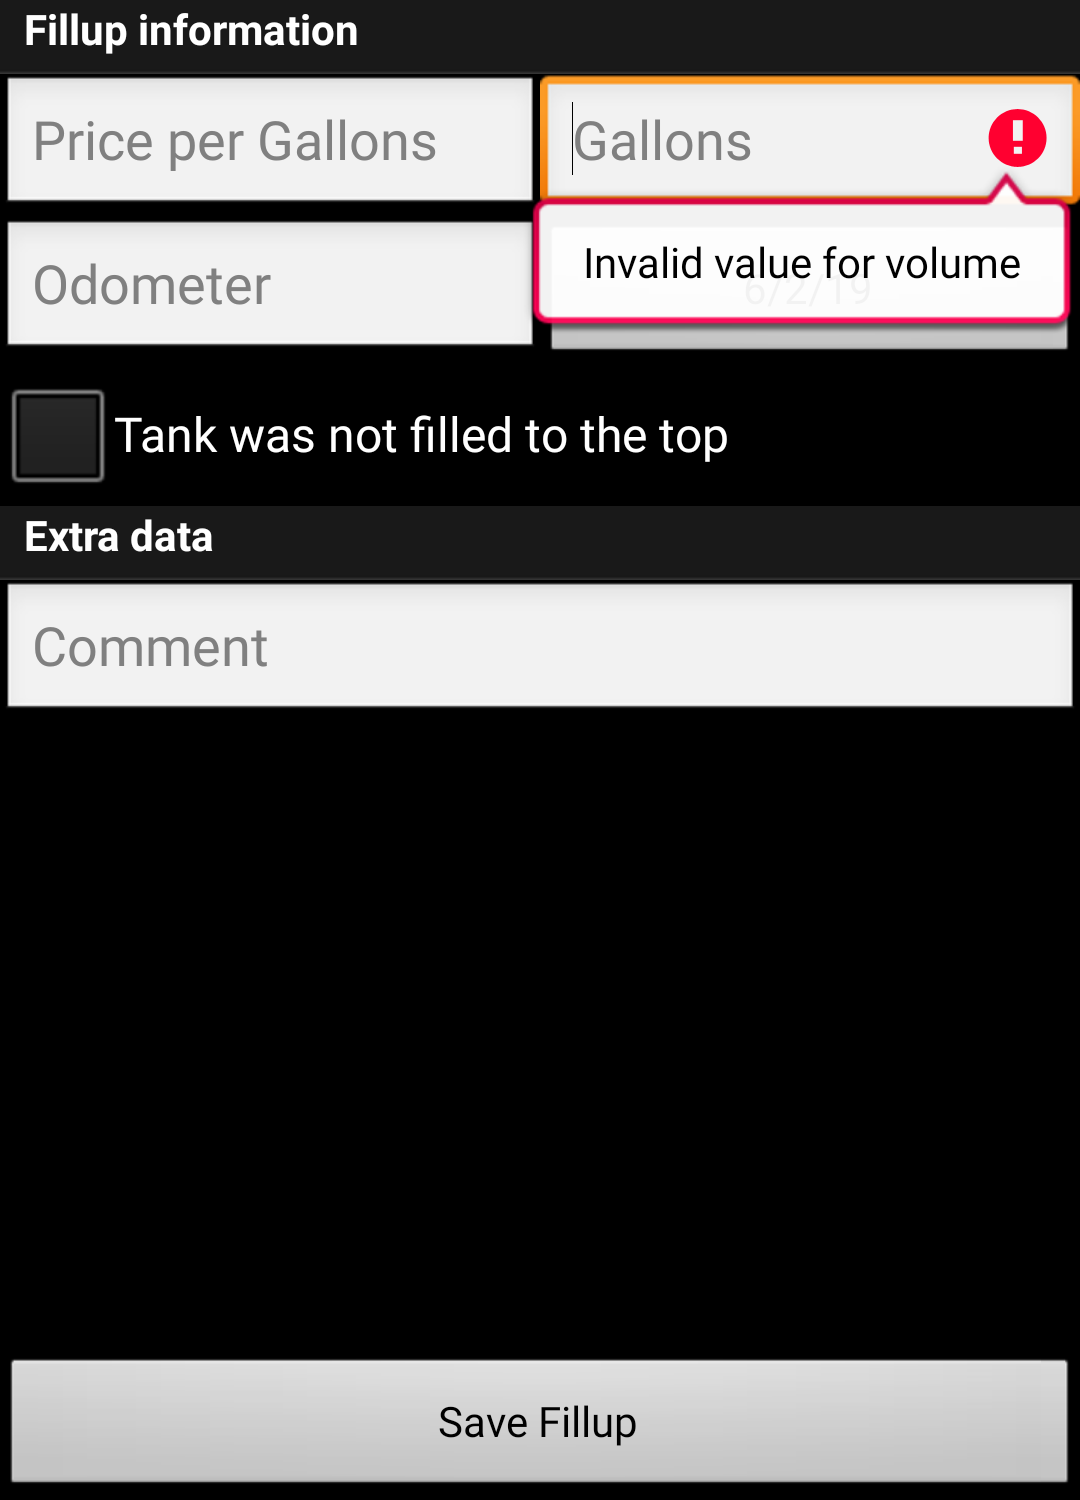 Fillup information
Price per Gallons
Gallons
Odometer
Invalid value for volume
6/2/19
Tank was not filled to the top
Extra data
Comment
Save Fillup